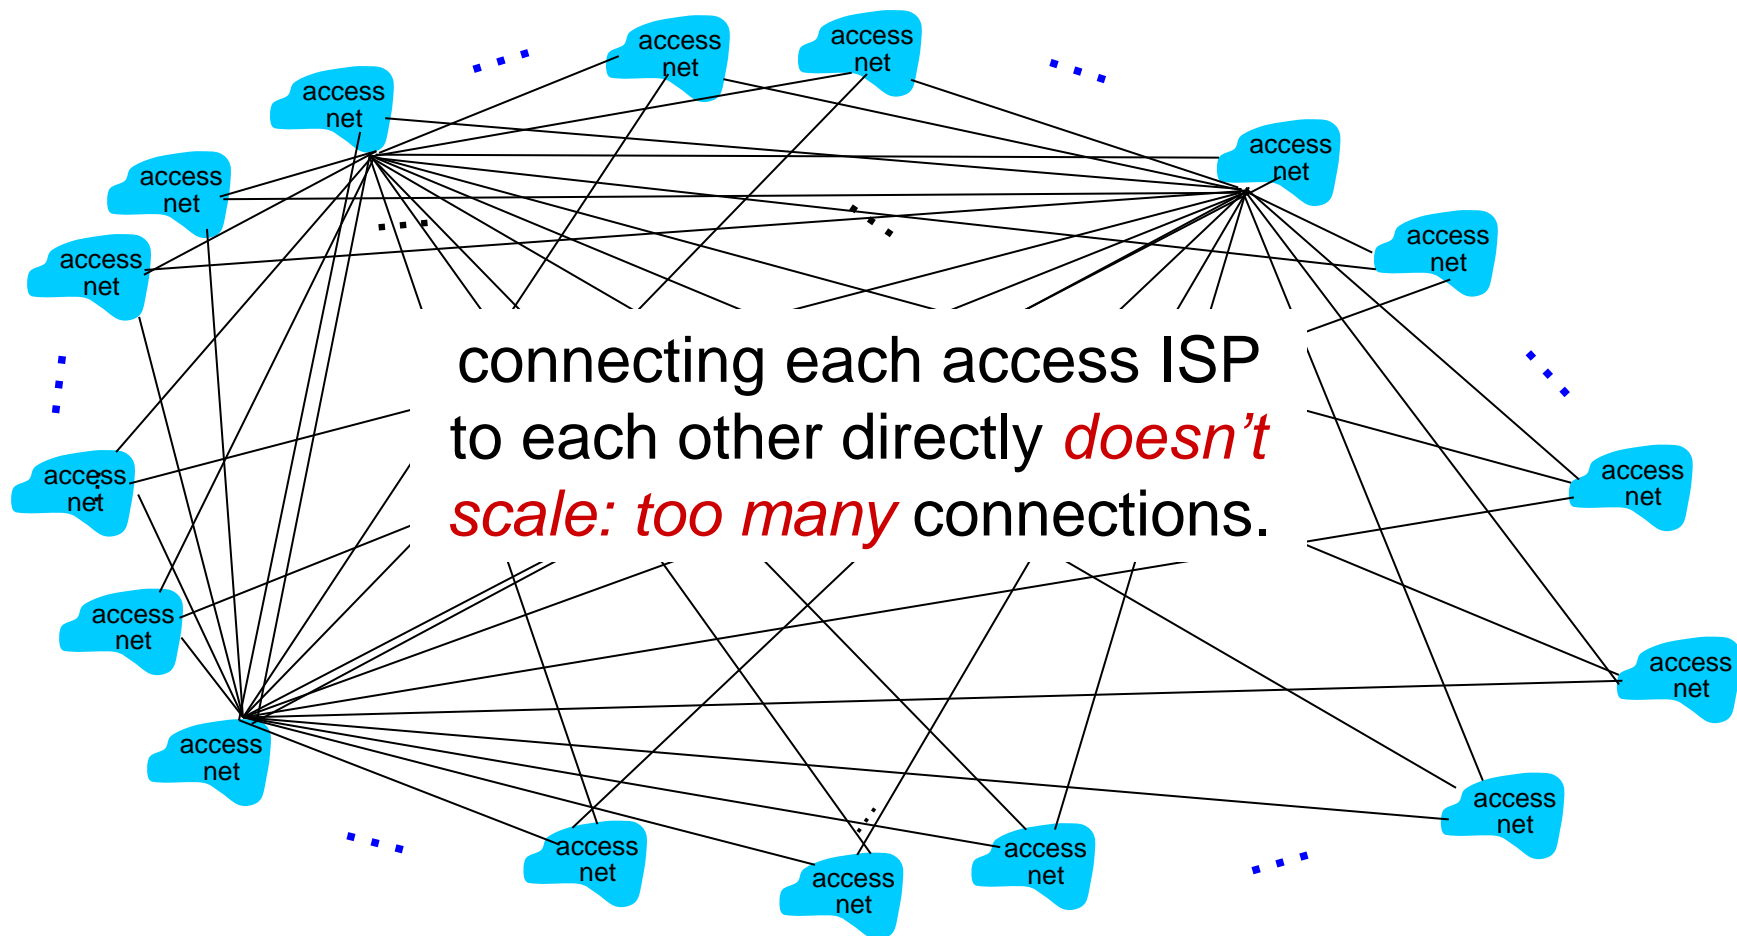 access
net
access
net
access
net
access
net
access
net
access
net
access
net
connecting each access ISP
to each other directly doesn’t
scale: too many connections.
access
net
access
net
access
net
access
net
access
net
access
net
access
net
access
net
access
net